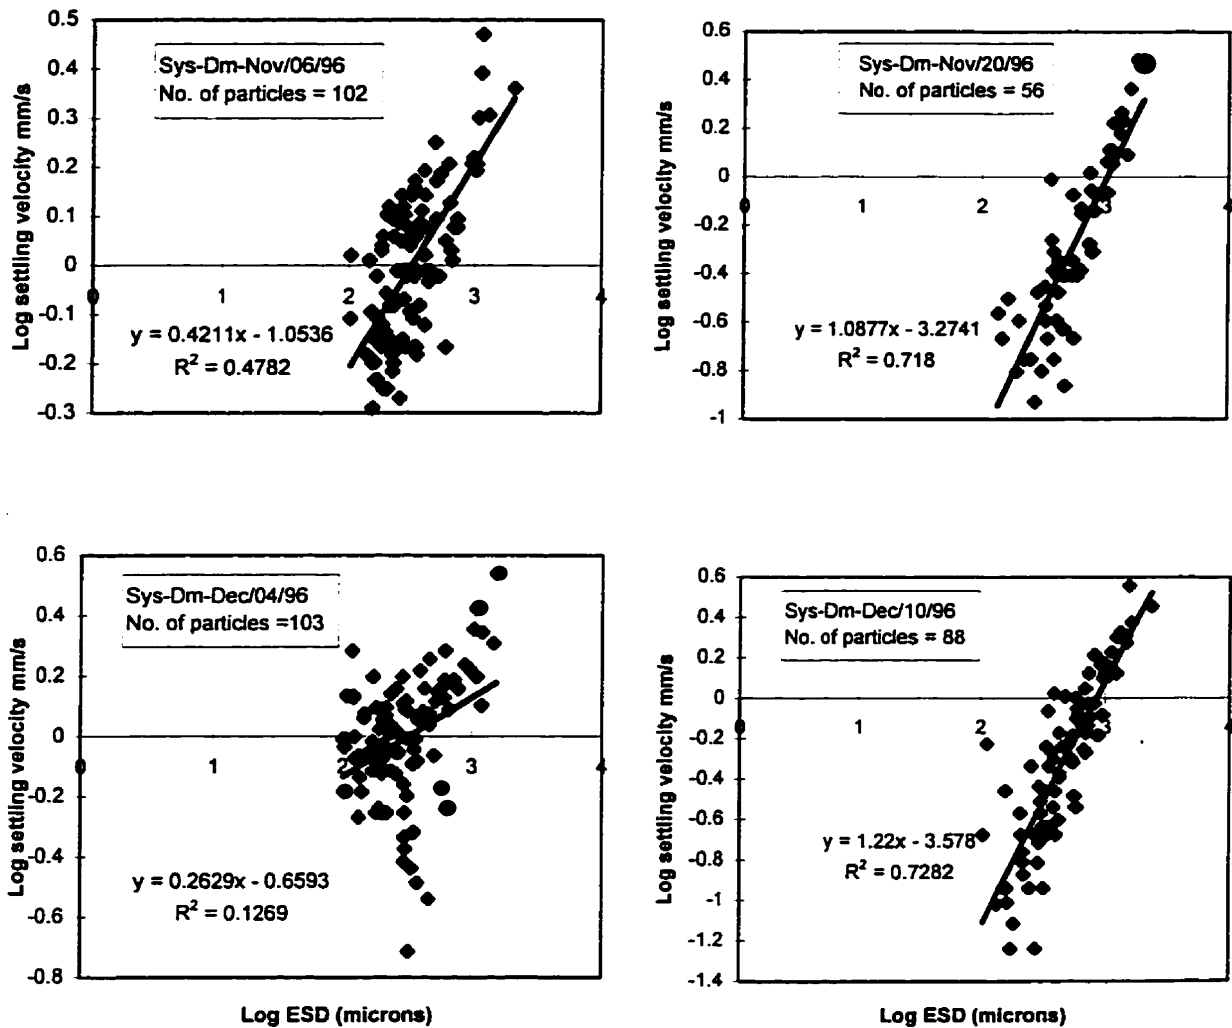 0.5
0.4
0.3
0.2
0.1
0
-0.1
-0.2
-0.3
Log settling velocity mm/s
Sys-Dm-Nov/06/96
No. of particles = 102
0 1 2 3 4
y = 0.4211x - 1.0536
R² = 0.4782
0.6
0.4
0.2
0
-0.2
-0.4
-0.6
-0.8
-1
Log settling velocity mm/s
Sys-Dm-Nov/20/96
No. of particles = 56
0 1 2 3 4
y = 1.0877x - 3.2741
R² = 0.718
0.6
0.4
0.2
0
-0.2
-0.4
-0.6
-0.8
Log settling velocity mm/s
Sys-Dm-Dec/04/96
No. of particles =103
0 1 2 3 4
y = 0.2629x - 0.6593
R² = 0.1269
Log ESD (microns)
0.6
0.4
0.2
0
-0.2
-0.4
-0.6
-0.8
-1
-1.2
-1.4
Log settling velocity mm/s
Sys-Dm-Dec/10/96
No. of particles = 88
0 1 2 3 4
y = 1.22x - 3.578
R² = 0.7282
Log ESD (microns)